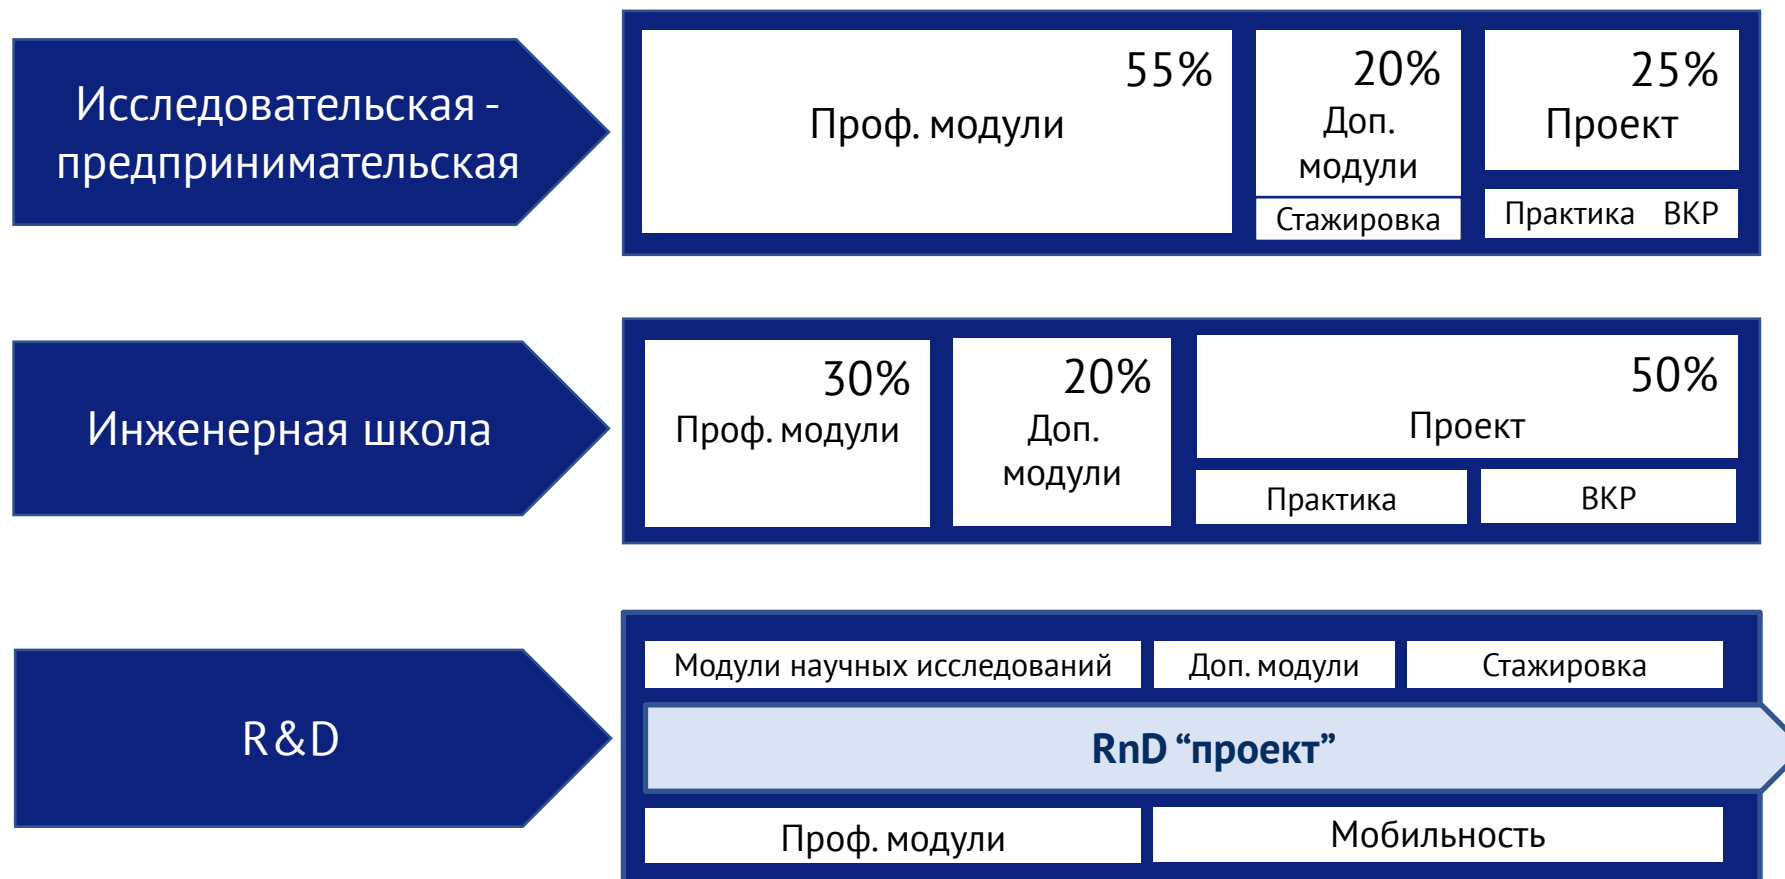 Исследовательская -
предпринимательская
55%
Проф. модули
20%
Доп.
модули
Стажировка
25%
Проект
Практика ВКР
Инженерная школа
30%
Проф. модули
20%
Доп.
модули
50%
Проект
Практика
ВКР
R&D
Модули научных исследований
Доп. модули
Стажировка
RnD “проект”
Проф. модули
Мобильность